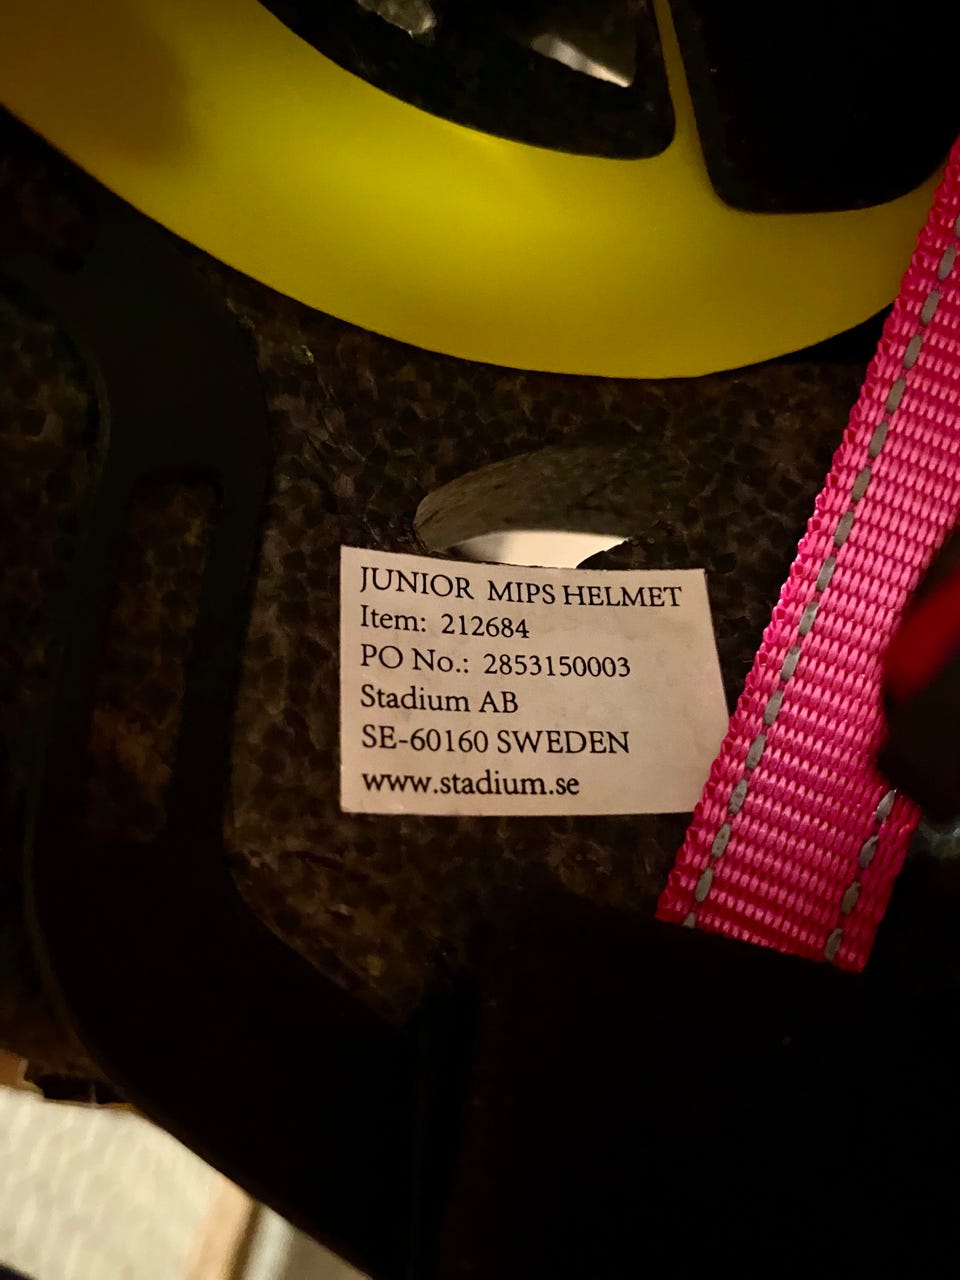 JUNIOR MIPS HELMET
Item: 212684
PO No.: 2853150003
Stadium AB
SE-60160 SWEDEN
www.stadium.se